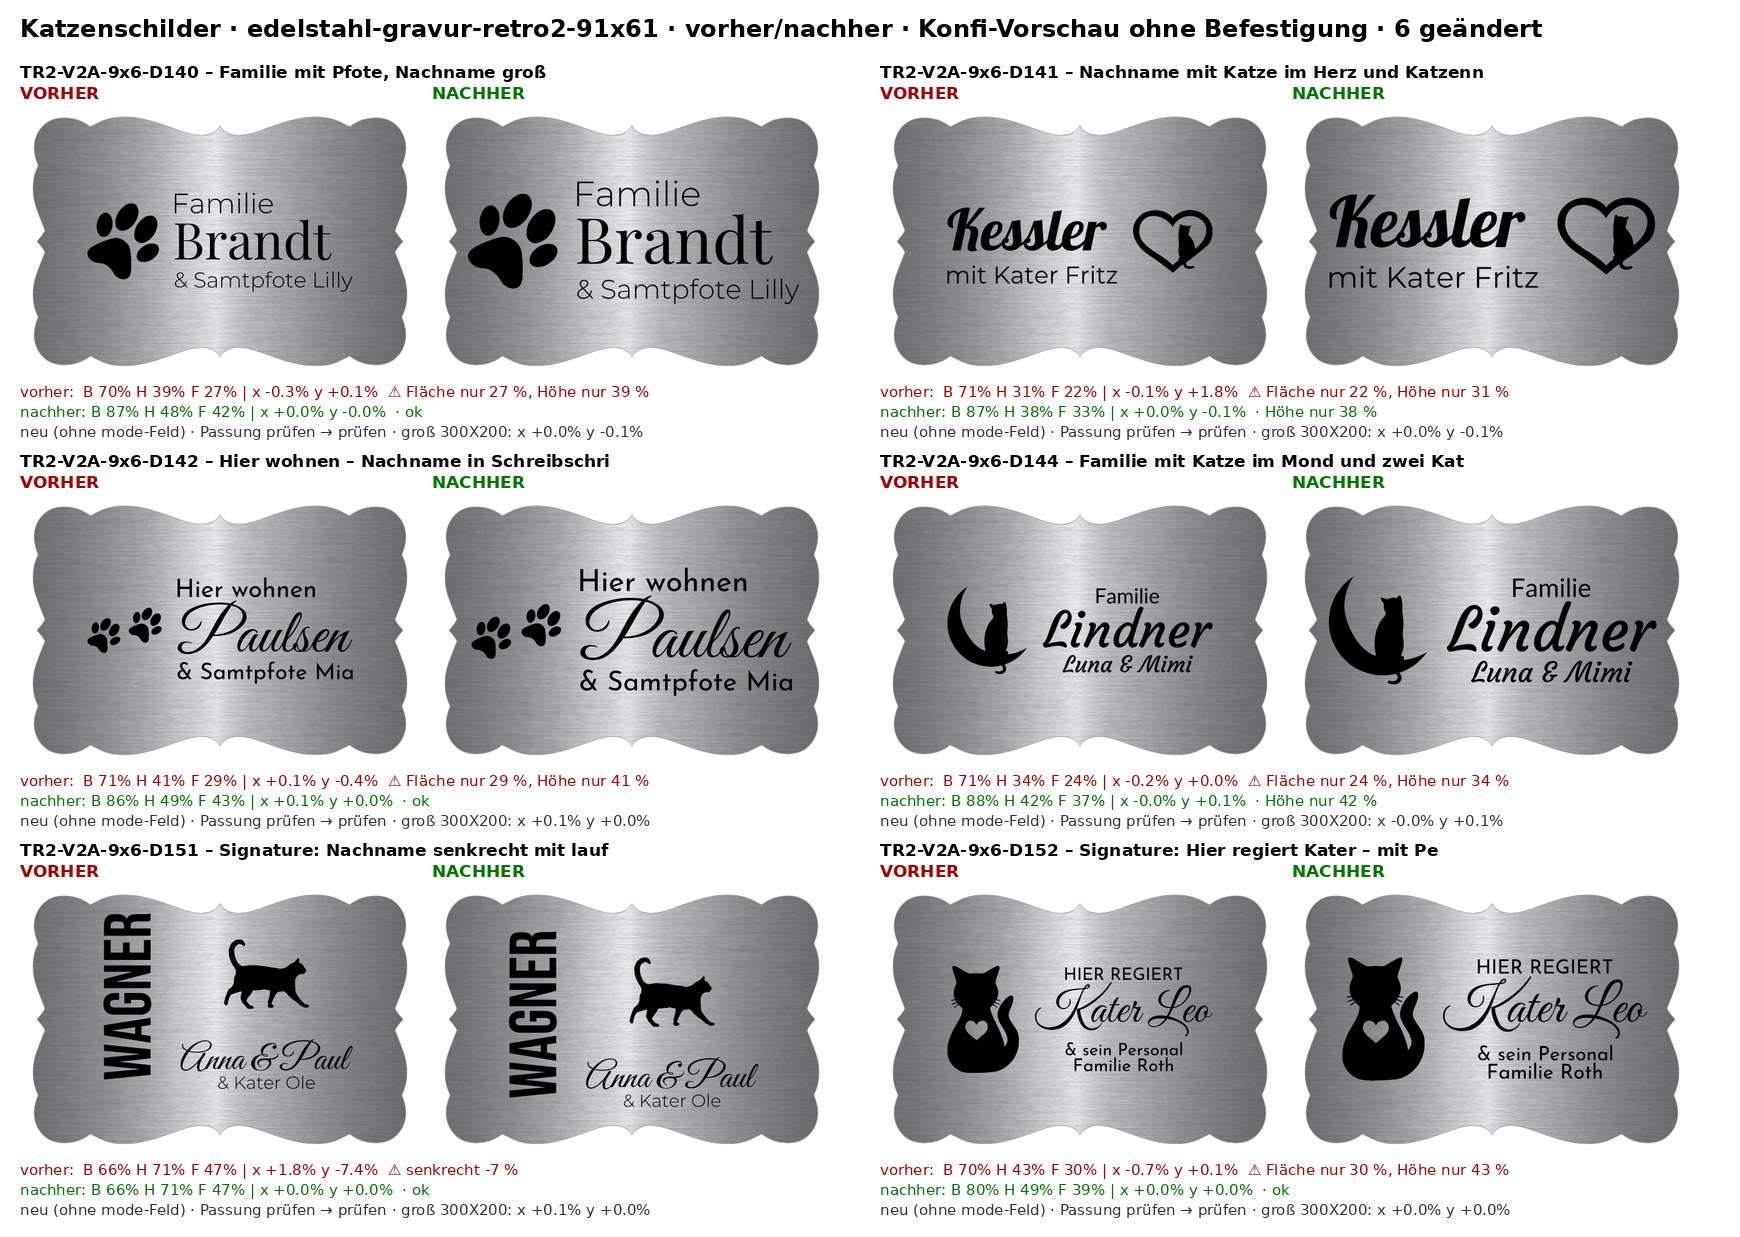 Katzenschilder · edelstahl-gravur-retro2-91x61 · vorher/nachher · Konfi-Vorschau ohne Befestigung · 6 geändert
TR2-V2A-9x6-D140 – Familie mit Pfote, Nachname groß
VORHER
NACHHER
Familie
Brandt
& Samtpfote Lilly
Familie
Brandt
& Samtpfote Lilly
vorher: B 70% H 39% F 27% | x -0.3% y +0.1% ⚠ Fläche nur 27 %, Höhe nur 39 %
nachher: B 87% H 48% F 42% | x +0.0% y -0.0% · ok
neu (ohne mode-Feld) · Passung prüfen → prüfen · groß 300X200: x +0.0% y -0.1%
TR2-V2A-9x6-D141 – Nachname mit Katze im Herz und Katzenn
VORHER
NACHHER
Kessler
mit Kater Fritz
Kessler
mit Kater Fritz
vorher: B 71% H 31% F 22% | x -0.1% y +1.8% ⚠ Fläche nur 22 %, Höhe nur 31 %
nachher: B 87% H 38% F 33% | x +0.0% y -0.1% · Höhe nur 38 %
neu (ohne mode-Feld) · Passung prüfen → prüfen · groß 300X200: x +0.0% y -0.1%
TR2-V2A-9x6-D142 – Hier wohnen – Nachname in Schreibschri
VORHER
NACHHER
Hier wohnen
Paulsen
& Samtpfote Mia
Hier wohnen
Paulsen
& Samtpfote Mia
vorher: B 71% H 41% F 29% | x +0.1% y -0.4% ⚠ Fläche nur 29 %, Höhe nur 41 %
nachher: B 86% H 49% F 43% | x +0.1% y +0.0% · ok
neu (ohne mode-Feld) · Passung prüfen → prüfen · groß 300X200: x +0.1% y +0.0%
TR2-V2A-9x6-D144 – Familie mit Katze im Mond und zwei Kat
VORHER
NACHHER
Familie
Lindner
Luna & Mimi
Familie
Lindner
Luna & Mimi
vorher: B 71% H 34% F 24% | x -0.2% y +0.0% ⚠ Fläche nur 24 %, Höhe nur 34 %
nachher: B 88% H 42% F 37% | x -0.0% y +0.1% · Höhe nur 42 %
neu (ohne mode-Feld) · Passung prüfen → prüfen · groß 300X200: x -0.0% y +0.1%
TR2-V2A-9x6-D151 – Signature: Nachname senkrecht mit lauf
VORHER
NACHHER
WAGNER
Anna & Paul
& Kater Ole
WAGNER
Anna & Paul
& Kater Ole
vorher: B 66% H 71% F 47% | x +1.8% y -7.4% ⚠ senkrecht -7 %
nachher: B 66% H 71% F 47% | x +0.0% y +0.0% · ok
neu (ohne mode-Feld) · Passung prüfen → prüfen · groß 300X200: x +0.1% y +0.0%
TR2-V2A-9x6-D152 – Signature: Hier regiert Kater – mit Pe
VORHER
NACHHER
HIER REGIERT
Kater Leo
& sein Personal
Familie Roth
HIER REGIERT
Kater Leo
& sein Personal
Familie Roth
vorher: B 70% H 43% F 30% | x -0.7% y +0.1% ⚠ Fläche nur 30 %, Höhe nur 43 %
nachher: B 80% H 49% F 39% | x +0.0% y +0.0% · ok
neu (ohne mode-Feld) · Passung prüfen → prüfen · groß 300X200: x +0.0% y +0.0%